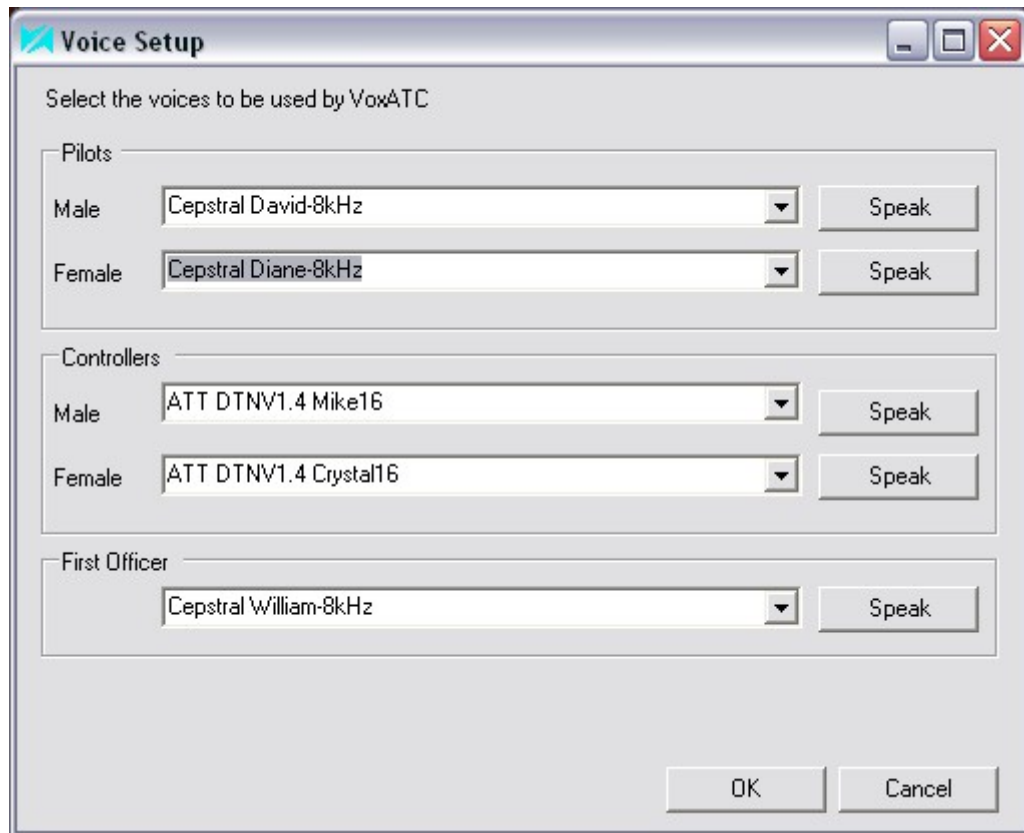 Voice Setup
Select the voices to be used by VoxATC
Pilots
Male Cepstral David-8kHz Speak
Female Cepstral Diane-8kHz Speak
Controllers
Male ATT DTNV1.4 Mike16 Speak
Female ATT DTNV1.4 Crystal16 Speak
First Officer
Cepstral William-8kHz Speak
OK Cancel